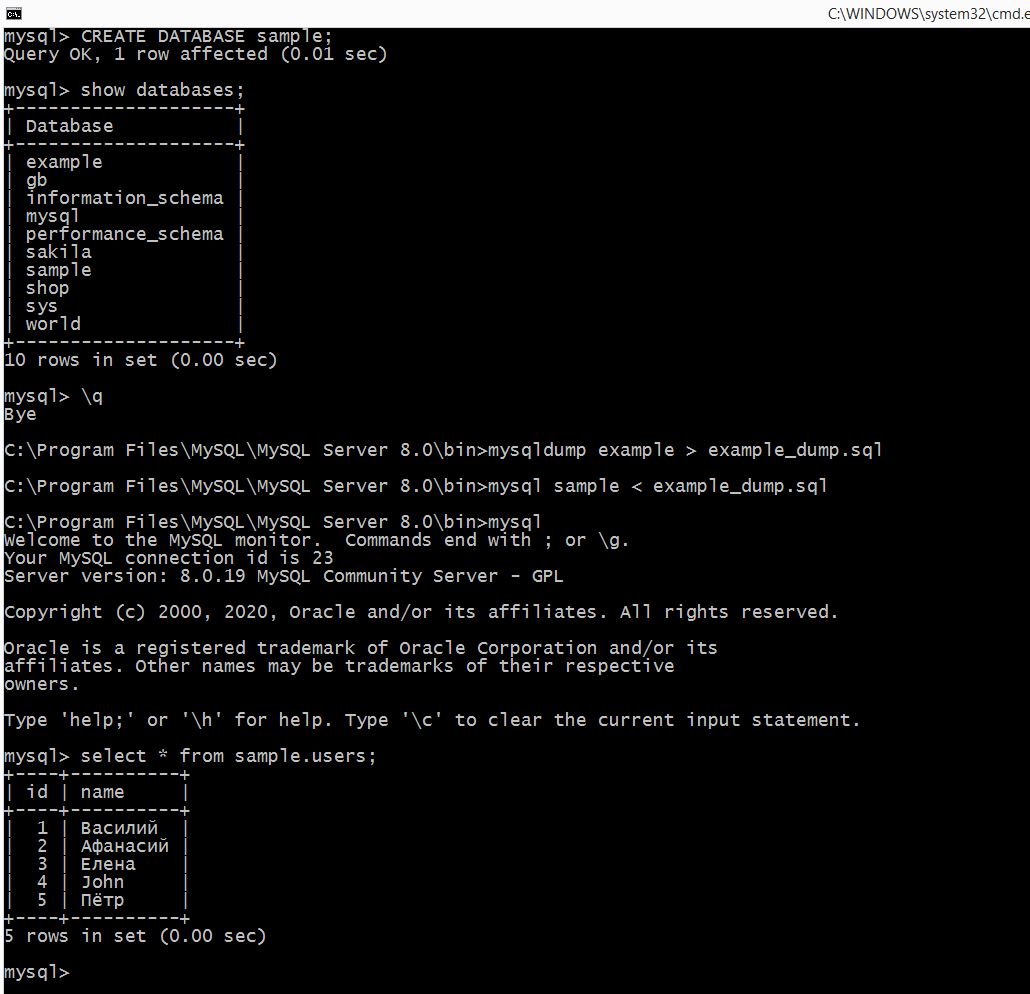 C:\WINDOWS\system32\cmd.e
mysql> CREATE DATABASE sample;
Query OK, 1 row affected (0.01 sec)
mysql> show databases;
+--------------------+
| Database           |
+--------------------+
| example            |
| gb                 |
| information_schema |
| mysql              |
| performance_schema |
| sakila             |
| sample             |
| shop               |
| sys                |
| world              |
+--------------------+
10 rows in set (0.00 sec)
mysql> \q
Bye
C:\Program Files\MySQL\MySQL Server 8.0\bin>mysqldump example > example_dump.sql
C:\Program Files\MySQL\MySQL Server 8.0\bin>mysql sample < example_dump.sql
C:\Program Files\MySQL\MySQL Server 8.0\bin>mysql
Welcome to the MySQL monitor.  Commands end with ; or \g.
Your MySQL connection id is 23
Server version: 8.0.19 MySQL Community Server - GPL
Copyright (c) 2000, 2020, Oracle and/or its affiliates. All rights reserved.
Oracle is a registered trademark of Oracle Corporation and/or its
affiliates. Other names may be trademarks of their respective
owners.
Type 'help;' or '\h' for help. Type '\c' to clear the current input statement.
mysql> select * from sample.users;
+----+----------+
| id | name     |
+----+----------+
|  1 | Василий  |
|  2 | Афанасий |
|  3 | Елена    |
|  4 | John     |
|  5 | Пётр     |
+----+----------+
5 rows in set (0.00 sec)
mysql>